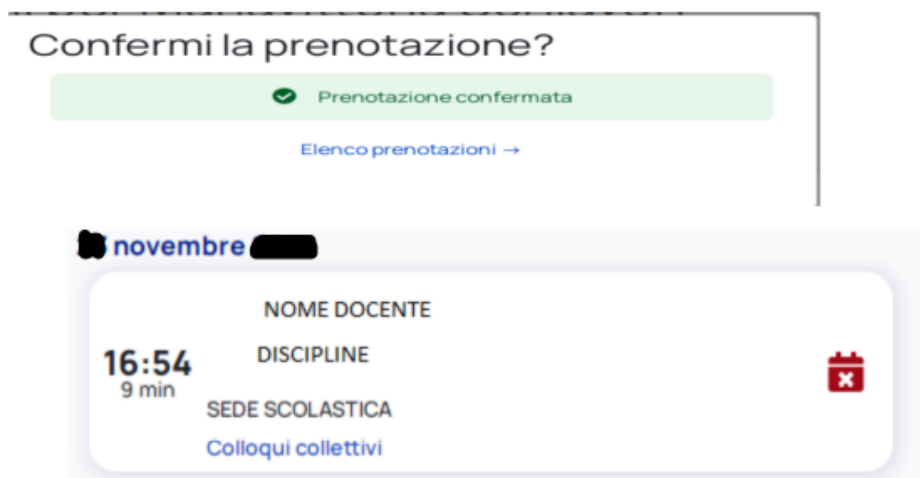 Confermi la prenotazione?
Prenotazione confermata
Elenco prenotazioni →
novembre
NOME DOCENTE
DISCIPLINE
16:54
9 min
SEDE SCOLASTICA
Colloqui collettivi